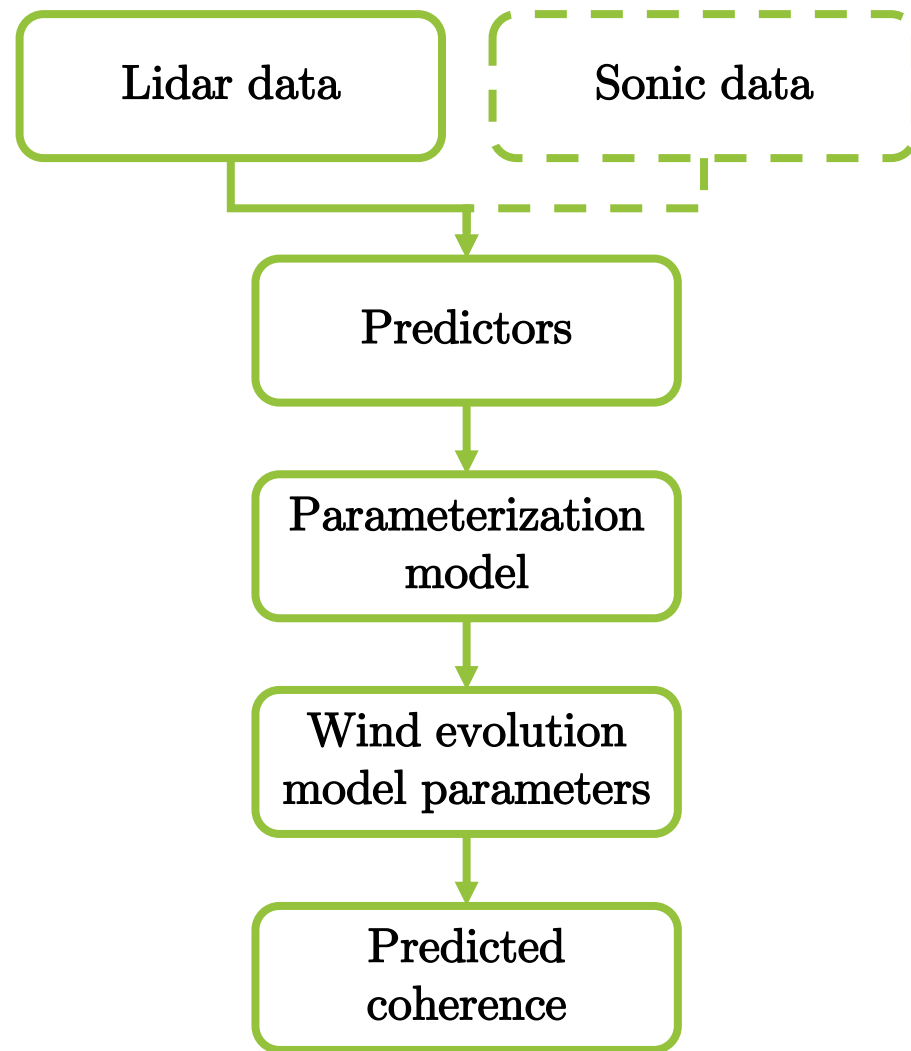 Lidar data
Sonic data
Predictors
Parameterization
model
Wind evolution
model parameters
Predicted
coherence